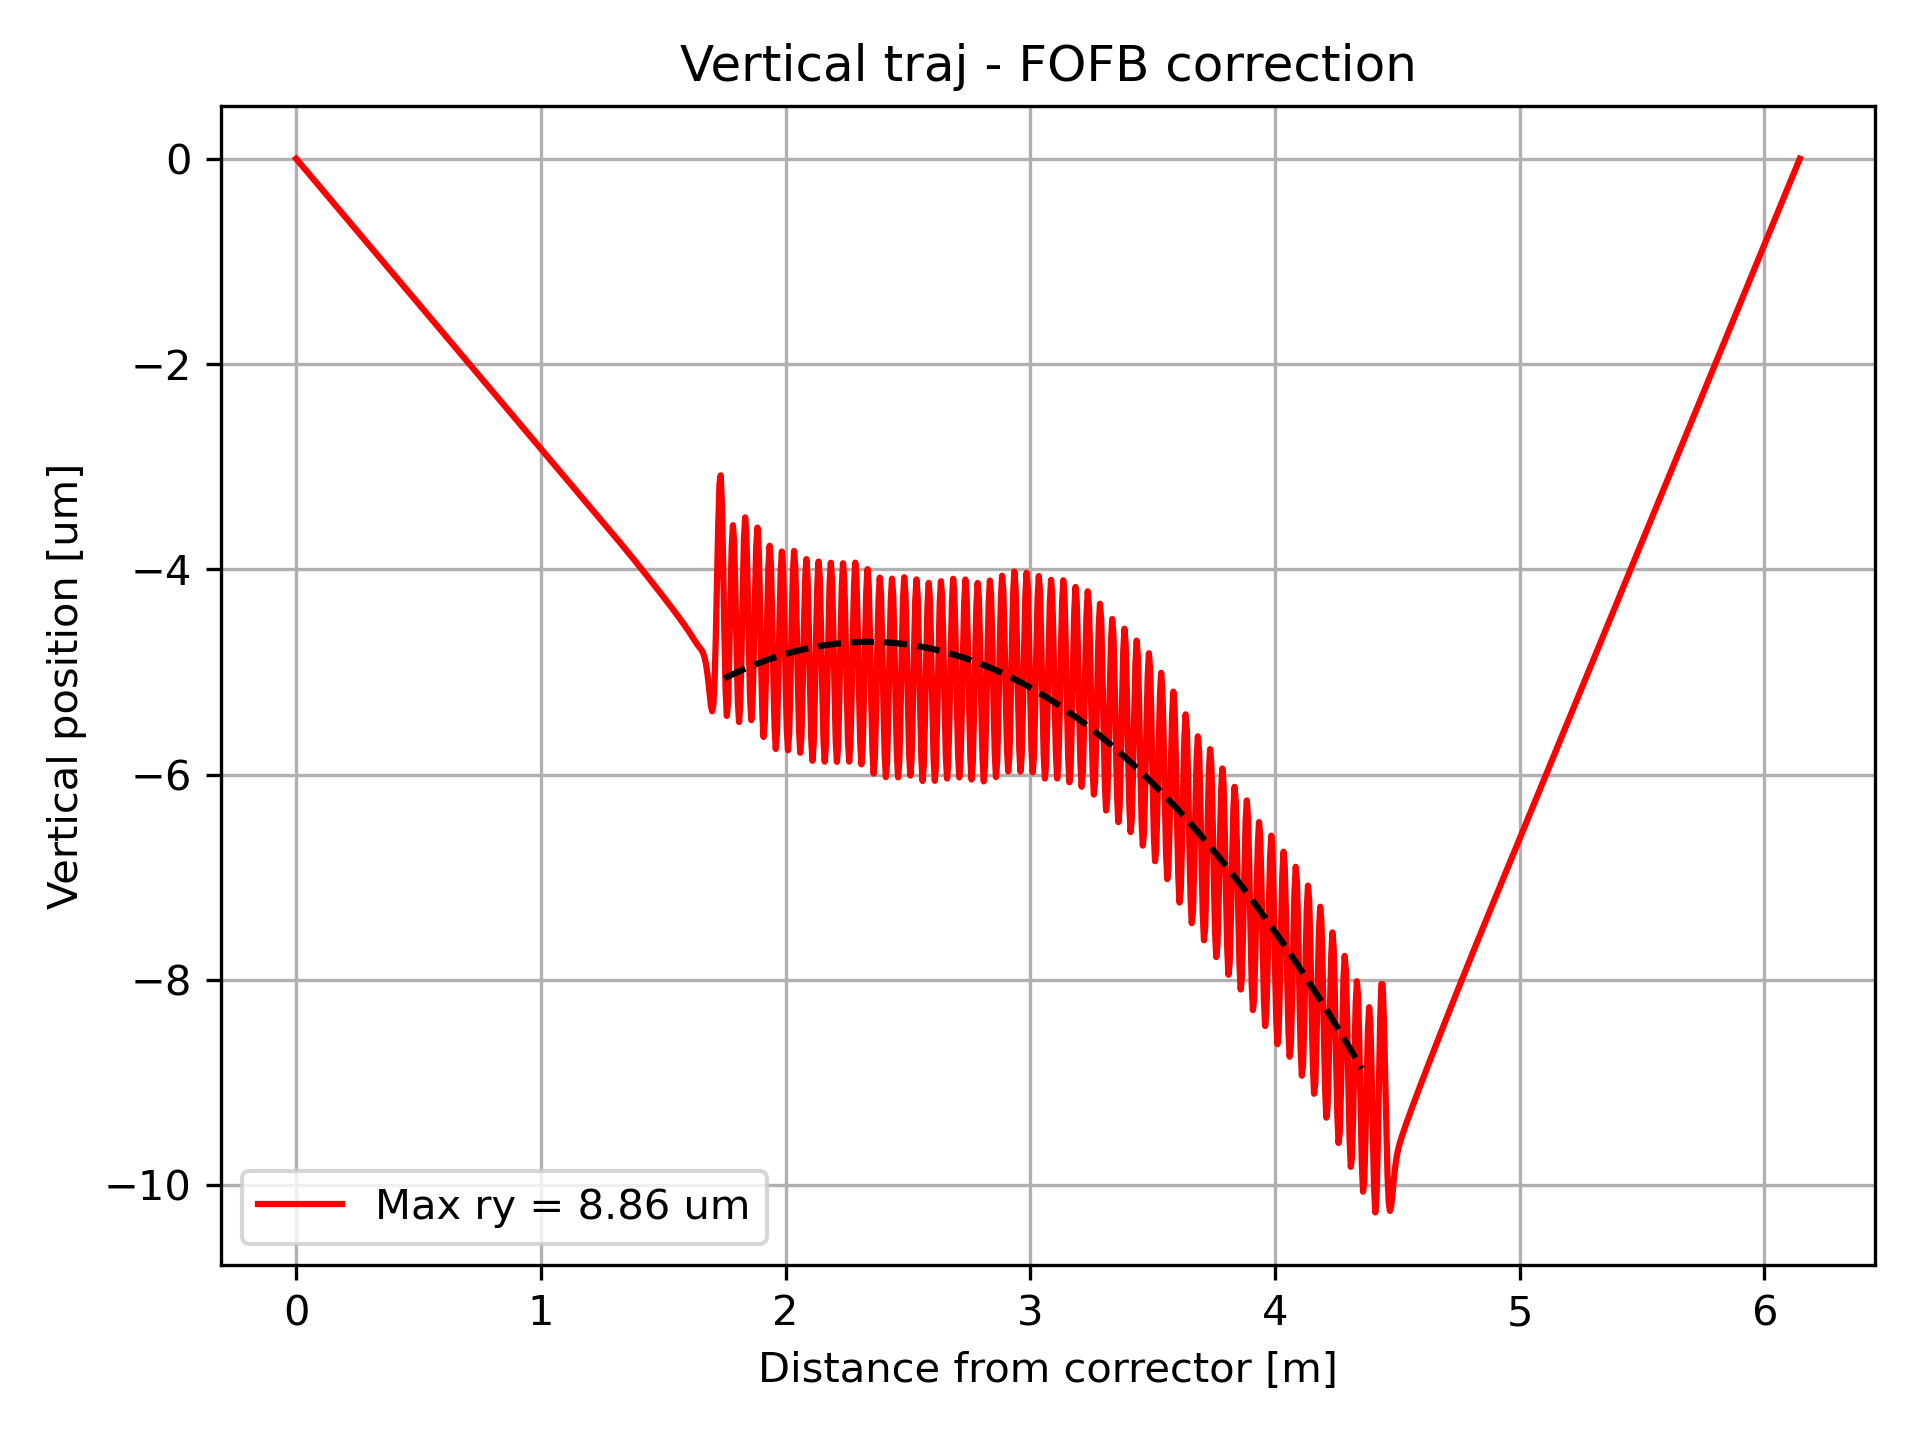 Vertical traj - FOFB correction
0
−2
−4
−6
−8
−10
Vertical position [um]
Max ry = 8.86 um
0 1 2 3 4 5 6
Distance from corrector [m]